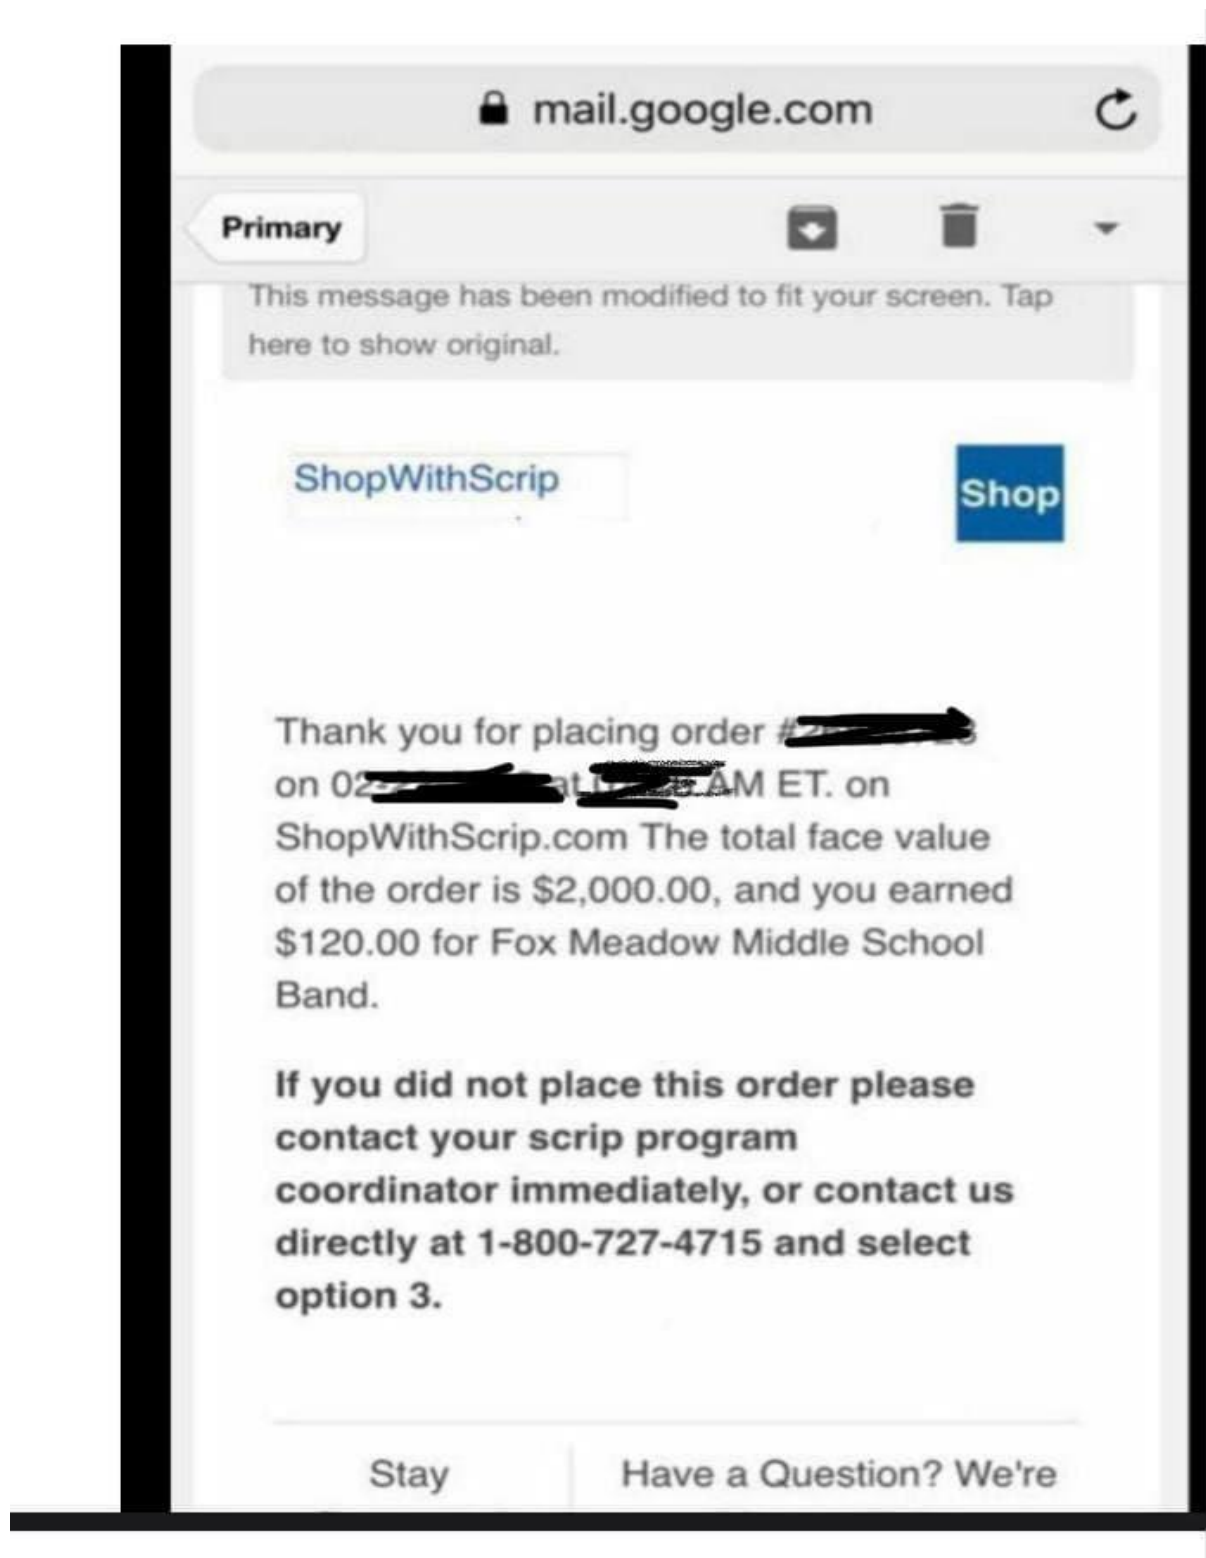 mail.google.com
Primary
This message has been modified to fit your screen. Tap
here to show original.
ShopWithScrip
Shop
Thank you for placing order #
on 02- at AM ET. on
ShopWithScrip.com The total face value
of the order is $2,000.00, and you earned
$120.00 for Fox Meadow Middle School
Band.
If you did not place this order please
contact your scrip program
coordinator immediately, or contact us
directly at 1-800-727-4715 and select
option 3.
Stay
Have a Question? We're